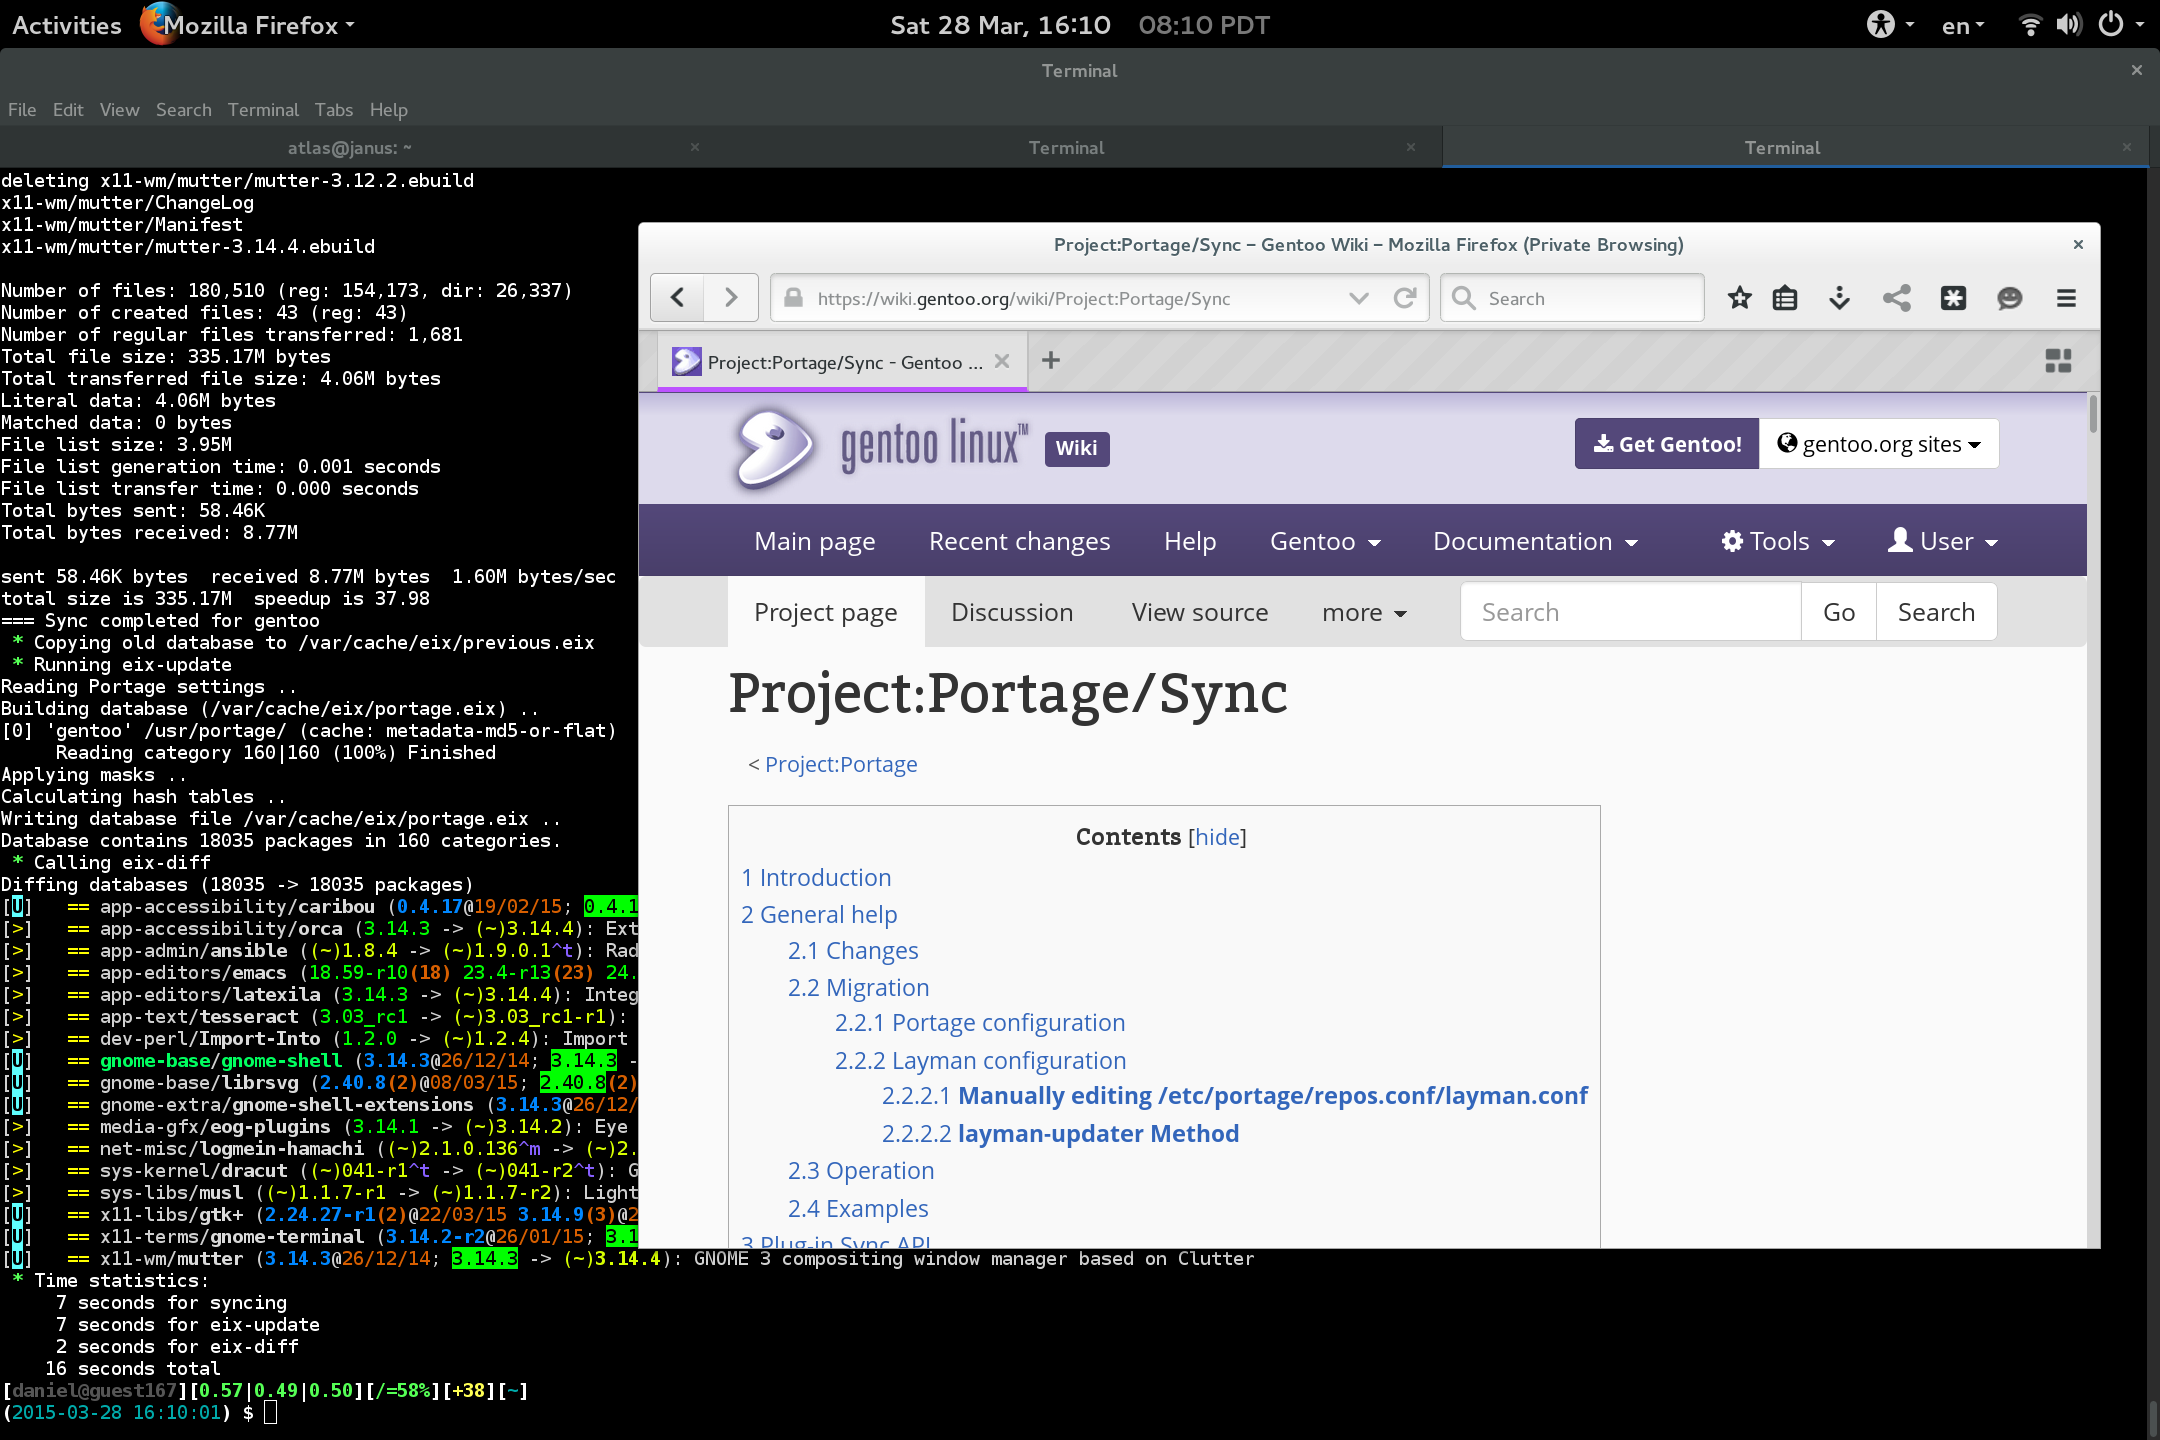 Activities Mozilla Firefox Sat 28 Mar, 16:10 08:10 PDT en
Terminal
File Edit View Search Terminal Tabs Help
atlas@janus: ~ Terminal Terminal
deleting x11-wm/mutter/mutter-3.12.2.ebuild
x11-wm/mutter/ChangeLog
x11-wm/mutter/Manifest
x11-wm/mutter/mutter-3.14.4.ebuild
Number of files: 180,510 (reg: 154,173, dir: 26,337)
Number of created files: 43 (reg: 43)
Number of regular files transferred: 1,681
Total file size: 335.17M bytes
Total transferred file size: 4.06M bytes
Literal data: 4.06M bytes
Matched data: 0 bytes
File list size: 3.95M
File list generation time: 0.001 seconds
File list transfer time: 0.000 seconds
Total bytes sent: 58.46K
Total bytes received: 8.77M
sent 58.46K bytes  received 8.77M bytes  1.60M bytes/sec
total size is 335.17M  speedup is 37.98
=== Sync completed for gentoo
* Copying old database to /var/cache/eix/previous.eix
* Running eix-update
Reading Portage settings ..
Building database (/var/cache/eix/portage.eix) ..
[0] 'gentoo' /usr/portage/ (cache: metadata-md5-or-flat)
Reading category 160|160 (100%) Finished
Applying masks ..
Calculating hash tables ..
Writing database file /var/cache/eix/portage.eix ..
Database contains 18035 packages in 160 categories.
* Calling eix-diff
Diffing databases (18035 -> 18035 packages)
[U]   == app-accessibility/caribou (0.4.17@19/02/15; 0.4.1
[>]   == app-accessibility/orca (3.14.3 -> (~)3.14.4): Ext
[>]   == app-admin/ansible ((~)1.8.4 -> (~)1.9.0.1^t): Rad
[>]   == app-editors/emacs (18.59-r10(18) 23.4-r13(23) 24.
[>]   == app-editors/latexila (3.14.3 -> (~)3.14.4): Integ
[>]   == app-text/tesseract (3.03_rc1 -> (~)3.03_rc1-r1):
[>]   == dev-perl/Import-Into (1.2.0 -> (~)1.2.4): Import
[U]   == gnome-base/gnome-shell (3.14.3@26/12/14; 3.14.3 -
[U]   == gnome-base/librsvg (2.40.8(2)@08/03/15; 2.40.8(2)
[U]   == gnome-extra/gnome-shell-extensions (3.14.3@26/12/
[>]   == media-gfx/eog-plugins (3.14.1 -> (~)3.14.2): Eye
[>]   == net-misc/logmein-hamachi ((~)2.1.0.136^m -> (~)2.
[>]   == sys-kernel/dracut ((~)041-r1^t -> (~)041-r2^t): G
[>]   == sys-libs/musl ((~)1.1.7-r1 -> (~)1.1.7-r2): Light
[U]   == x11-libs/gtk+ (2.24.27-r1(2)@22/03/15 3.14.9(3)@2
[U]   == x11-terms/gnome-terminal (3.14.2-r2@26/01/15; 3.1
[U]   == x11-wm/mutter (3.14.3@26/12/14; 3.14.3 -> (~)3.14.4): GNOME 3 compositing window manager based on Clutter
* Time statistics:
7 seconds for syncing
7 seconds for eix-update
2 seconds for eix-diff
16 seconds total
[daniel@guest167][0.57|0.49|0.50][/=58%][+38][~]
(2015-03-28 16:10:01) $
Project:Portage/Sync – Gentoo Wiki – Mozilla Firefox (Private Browsing)
https://wiki.gentoo.org/wiki/Project:Portage/Sync Search
Project:Portage/Sync - Gentoo ...
gentoo linux™ Wiki Get Gentoo! gentoo.org sites
Main page Recent changes Help Gentoo Documentation Tools User
Project page Discussion View source more Search Go Search
Project:Portage/Sync
< Project:Portage
Contents [hide]
1 Introduction
2 General help
2.1 Changes
2.2 Migration
2.2.1 Portage configuration
2.2.2 Layman configuration
2.2.2.1 Manually editing /etc/portage/repos.conf/layman.conf
2.2.2.2 layman-updater Method
2.3 Operation
2.4 Examples
3 Plug-in Sync API